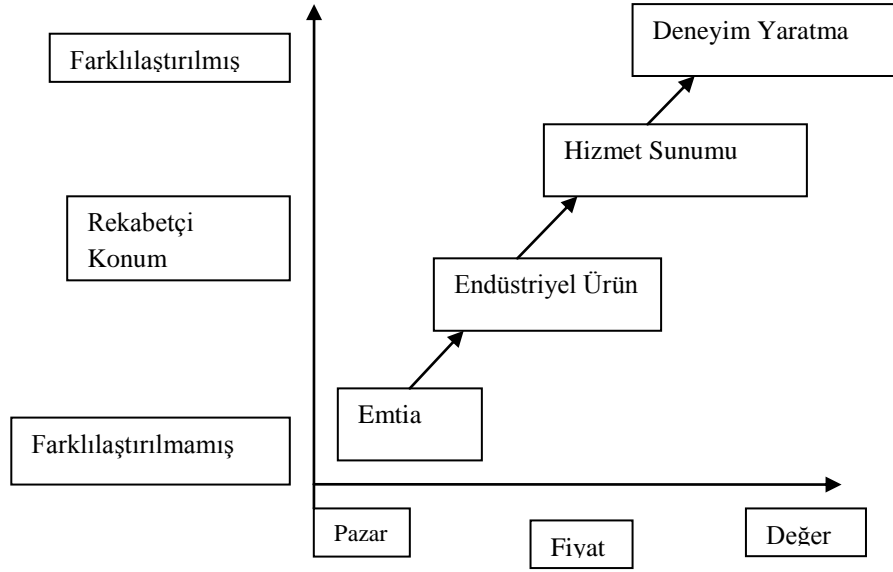 Deneyim Yaratma
Farklılaştırılmış
Hizmet Sunumu
Rekabetçi
Konum
Endüstriyel Ürün
Emtia
Farklılaştırılmamış
Pazar
Fiyat
Değer